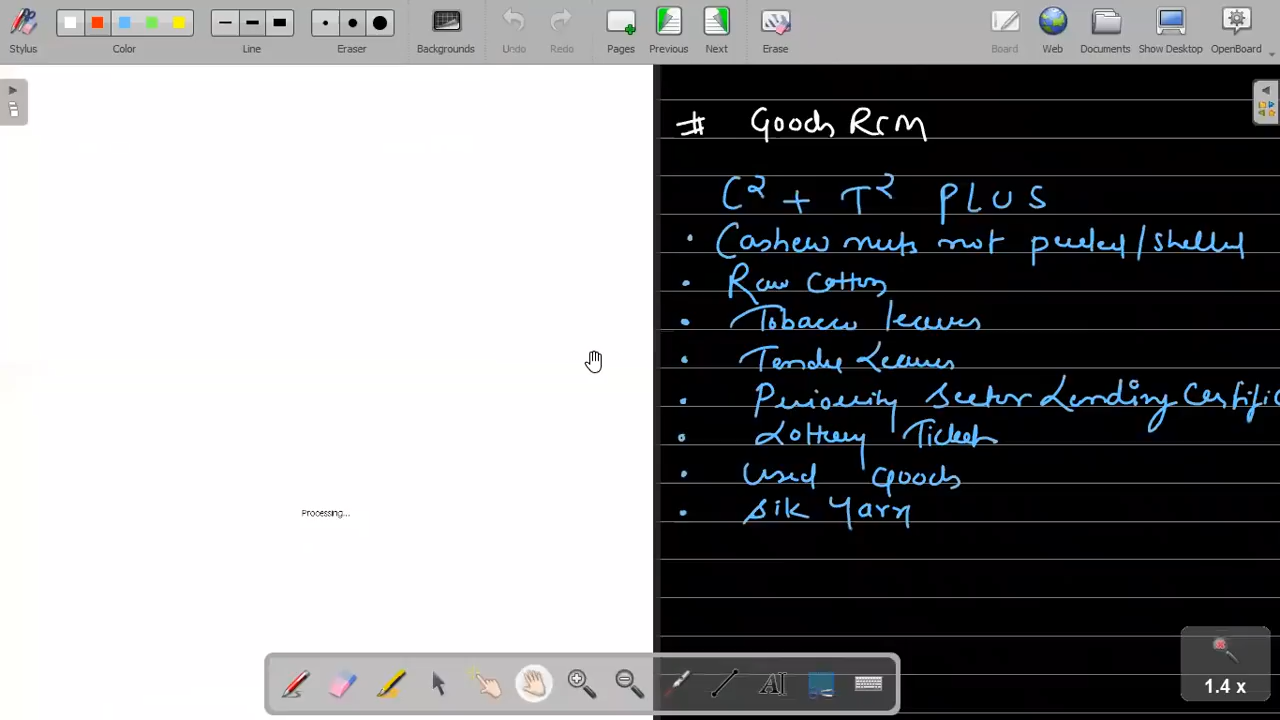 Stylus Color Line Eraser Backgrounds Undo Redo Pages Previous Next Erase Board Web Documents Show Desktop OpenBoard
# Goods RCM
C² + T² PLUS
• Cashew nuts not peeled/shelled
• Raw Cotton
• Tobacco leaves
• Tendu Leaves
• Periority Sector Lending Certific
• Lottery Ticket
• Used Goods
• Sik Yarn
Processing...
1.4 x